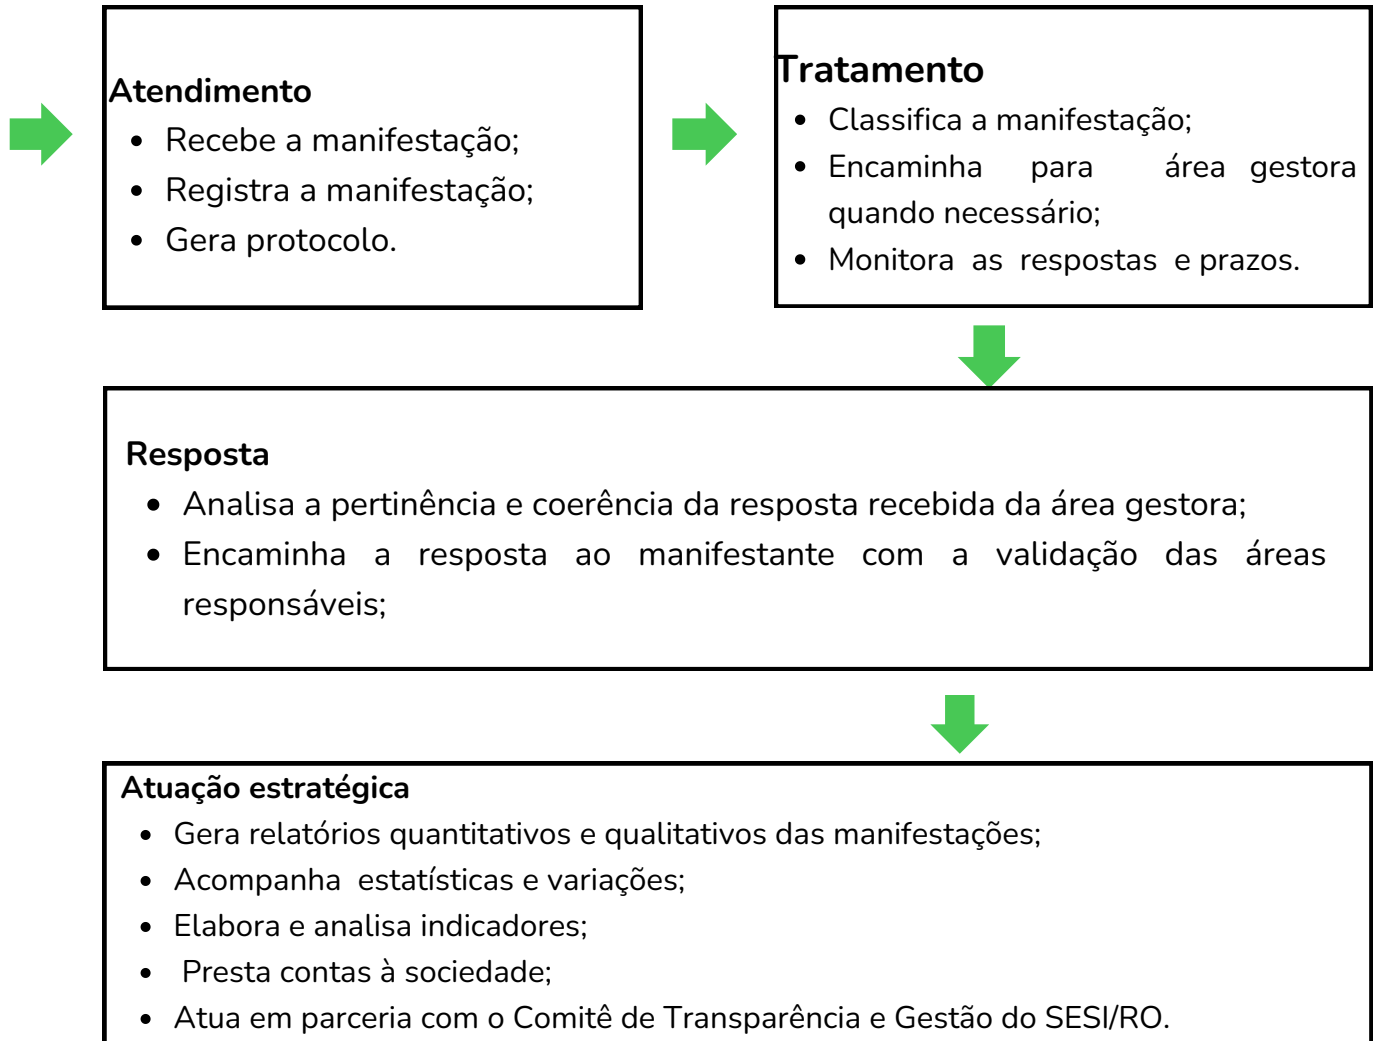 Atendimento
• Recebe a manifestação;
• Registra a manifestação;
• Gera protocolo.
Tratamento
• Classifica a manifestação;
• Encaminha para área gestora
quando necessário;
• Monitora as respostas e prazos.
Resposta
• Analisa a pertinência e coerência da resposta recebida da área gestora;
• Encaminha a resposta ao manifestante com a validação das áreas
responsáveis;
Atuação estratégica
• Gera relatórios quantitativos e qualitativos das manifestações;
• Acompanha estatísticas e variações;
• Elabora e analisa indicadores;
• Presta contas à sociedade;
• Atua em parceria com o Comitê de Transparência e Gestão do SESI/RO.